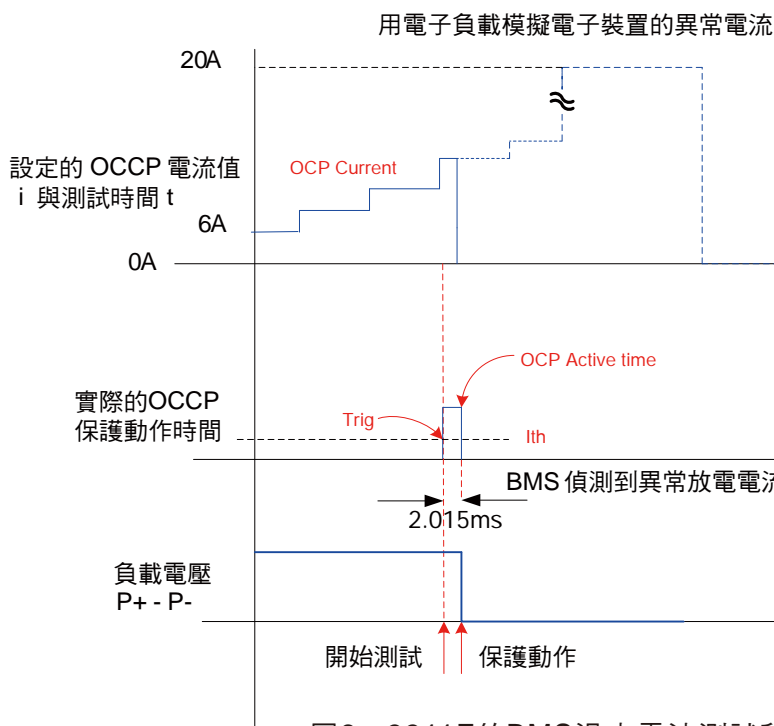 用電子負載模擬電子裝置的異常電流
20A
設定的 OCCP 電流值
i 與測試時間 t
OCP Current
6A
0A
OCP Active time
實際的OCCP
保護動作時間
Trig
Ith
BMS 偵測到異常放電電流
2.015ms
負載電壓
P+ - P-
開始測試
保護動作